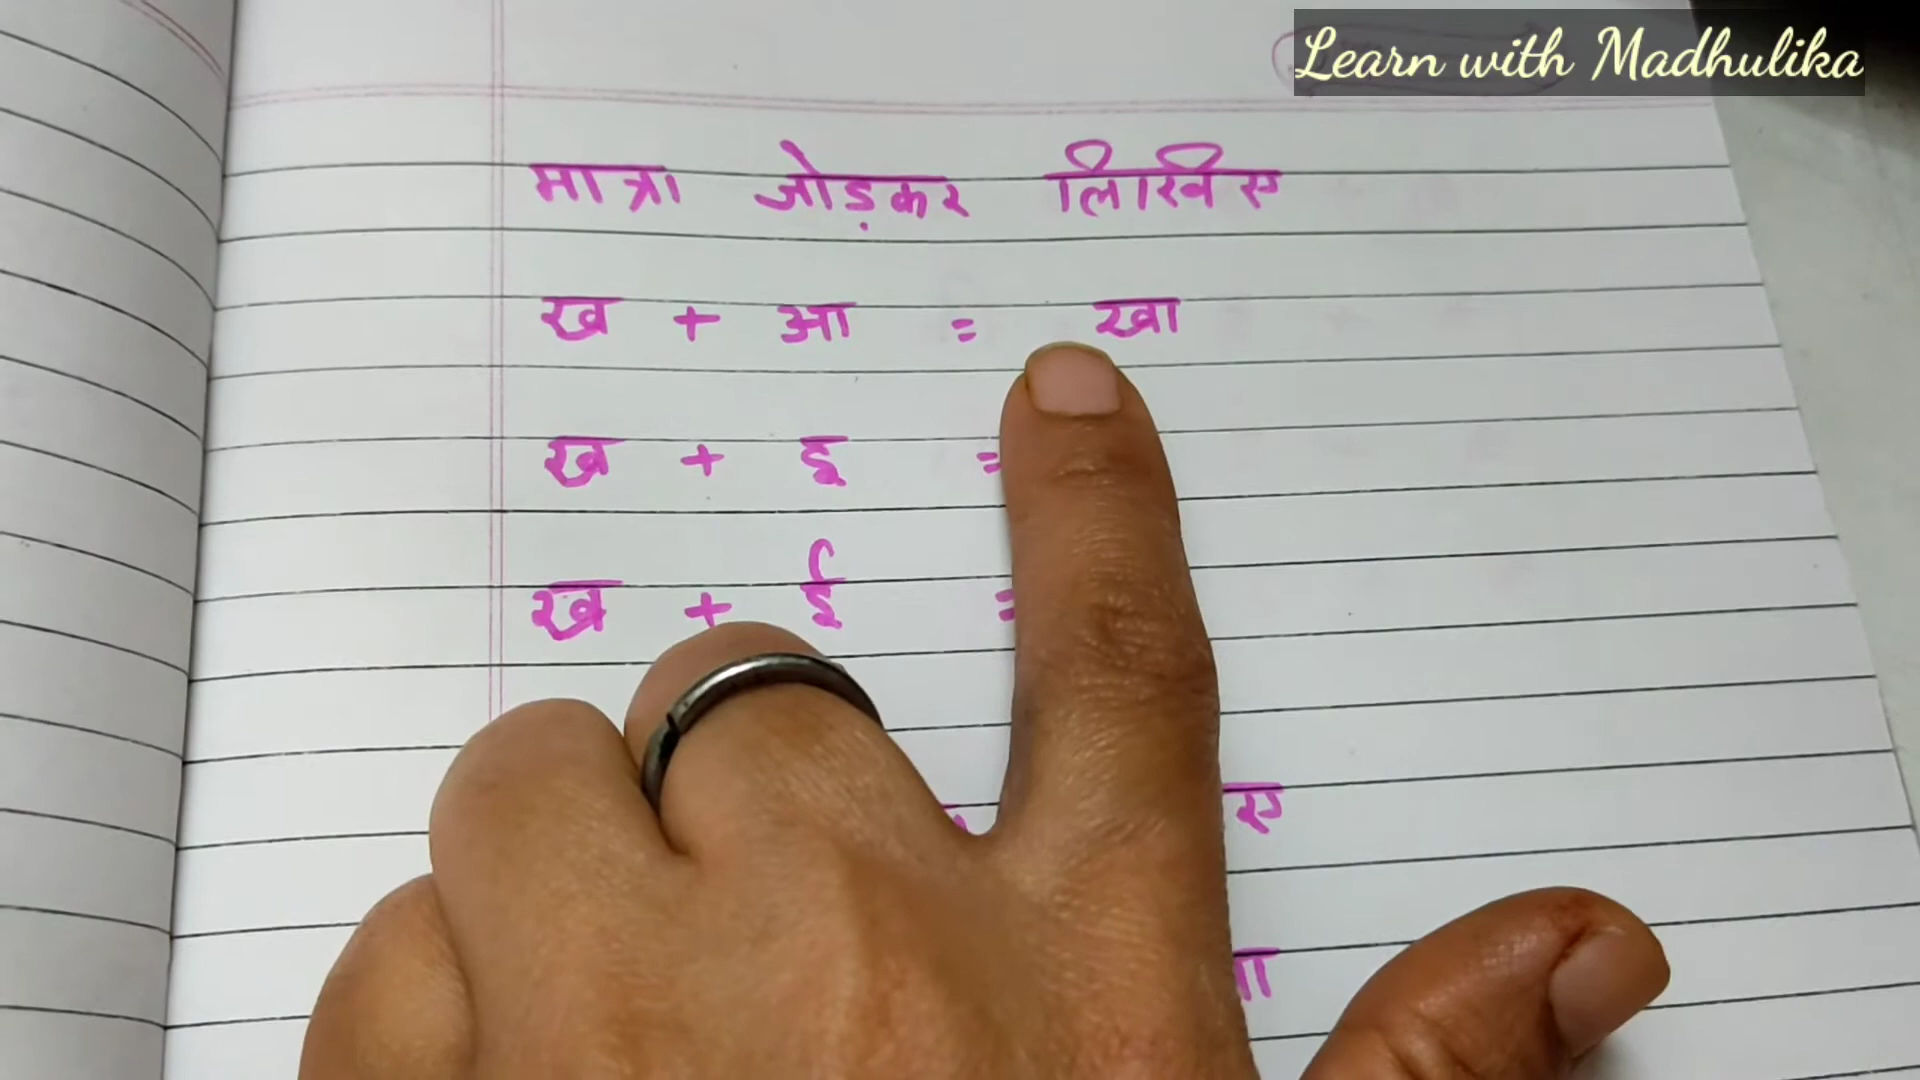 Learn with Madhulika
मात्रा जोड़कर लिखिए
ख + आ = खा
ख + इ =
ख + ई =